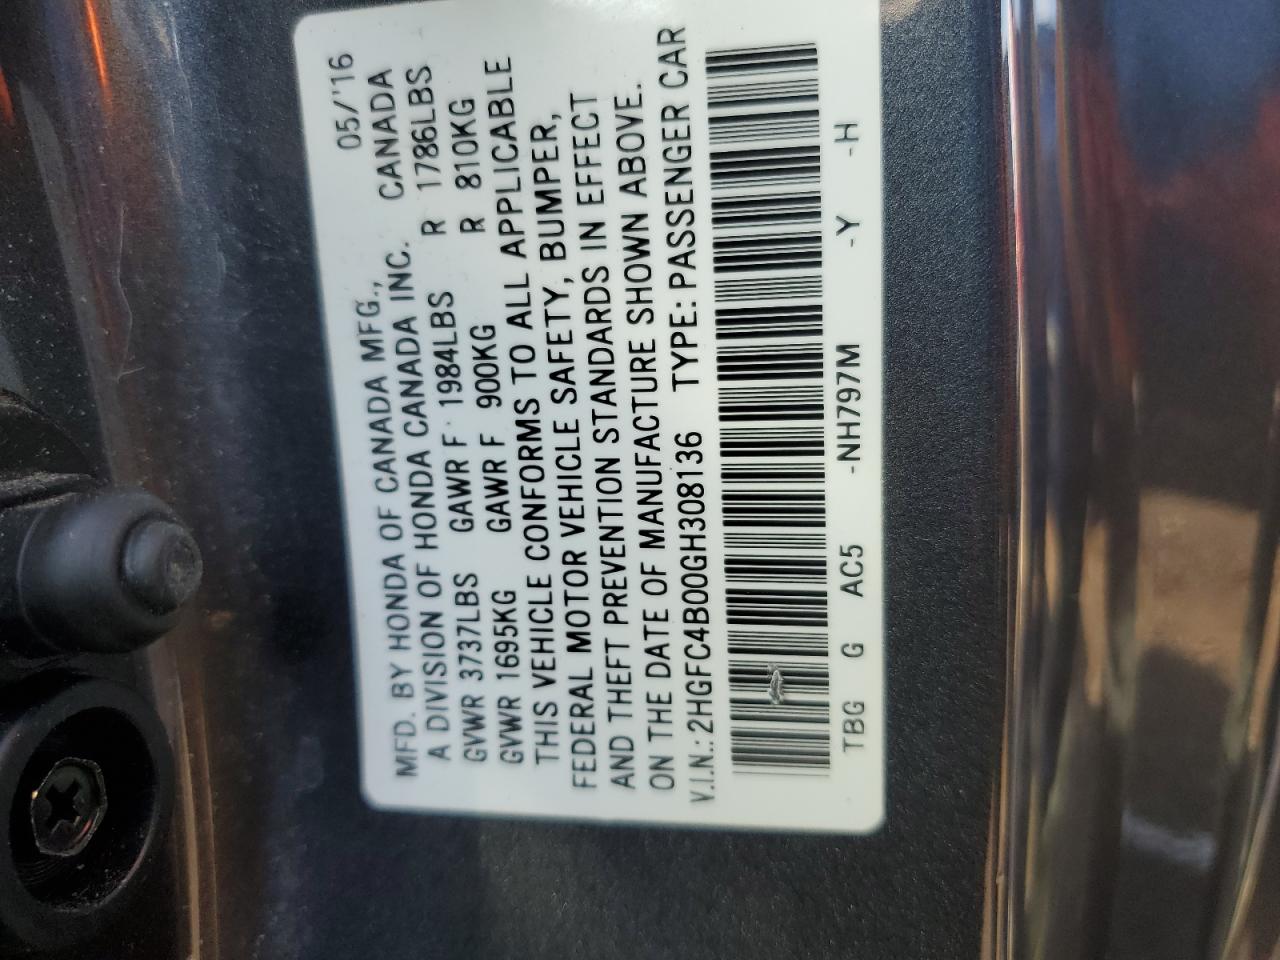 05/'16
MFD. BY HONDA OF CANADA MFG.,
A DIVISION OF HONDA CANADA INC. CANADA
GVWR 3737LBS GAWR F 1984LBS R 1786LBS
GVWR 1695KG GAWR F 900KG R 810KG
THIS VEHICLE CONFORMS TO ALL APPLICABLE
FEDERAL MOTOR VEHICLE SAFETY, BUMPER,
AND THEFT PREVENTION STANDARDS IN EFFECT
ON THE DATE OF MANUFACTURE SHOWN ABOVE.
V.I.N.: 2HGFC4B00GH308136 TYPE: PASSENGER CAR
TBG G AC5 -NH797M -Y -H